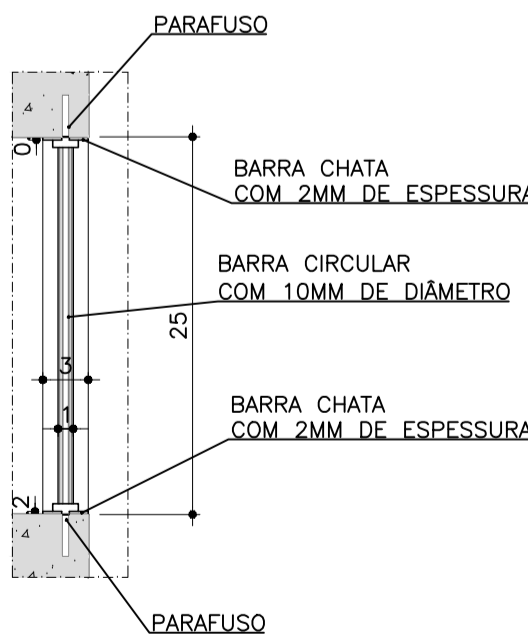 PARAFUSO
0
BARRA CHATA
COM 2MM DE ESPESSURA
BARRA CIRCULAR
COM 10MM DE DIÂMETRO
25
3
1
BARRA CHATA
COM 2MM DE ESPESSURA
2
PARAFUSO